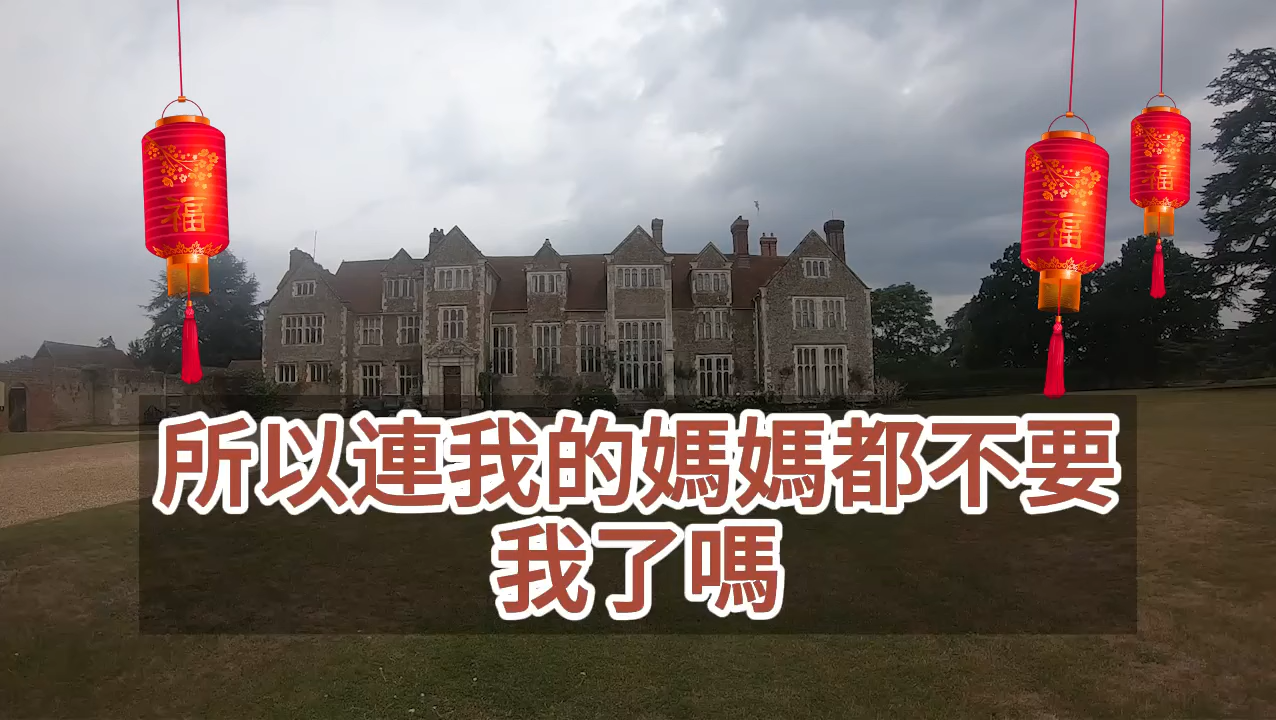 福
福
福
所以連我的媽媽都不要
我了嗎